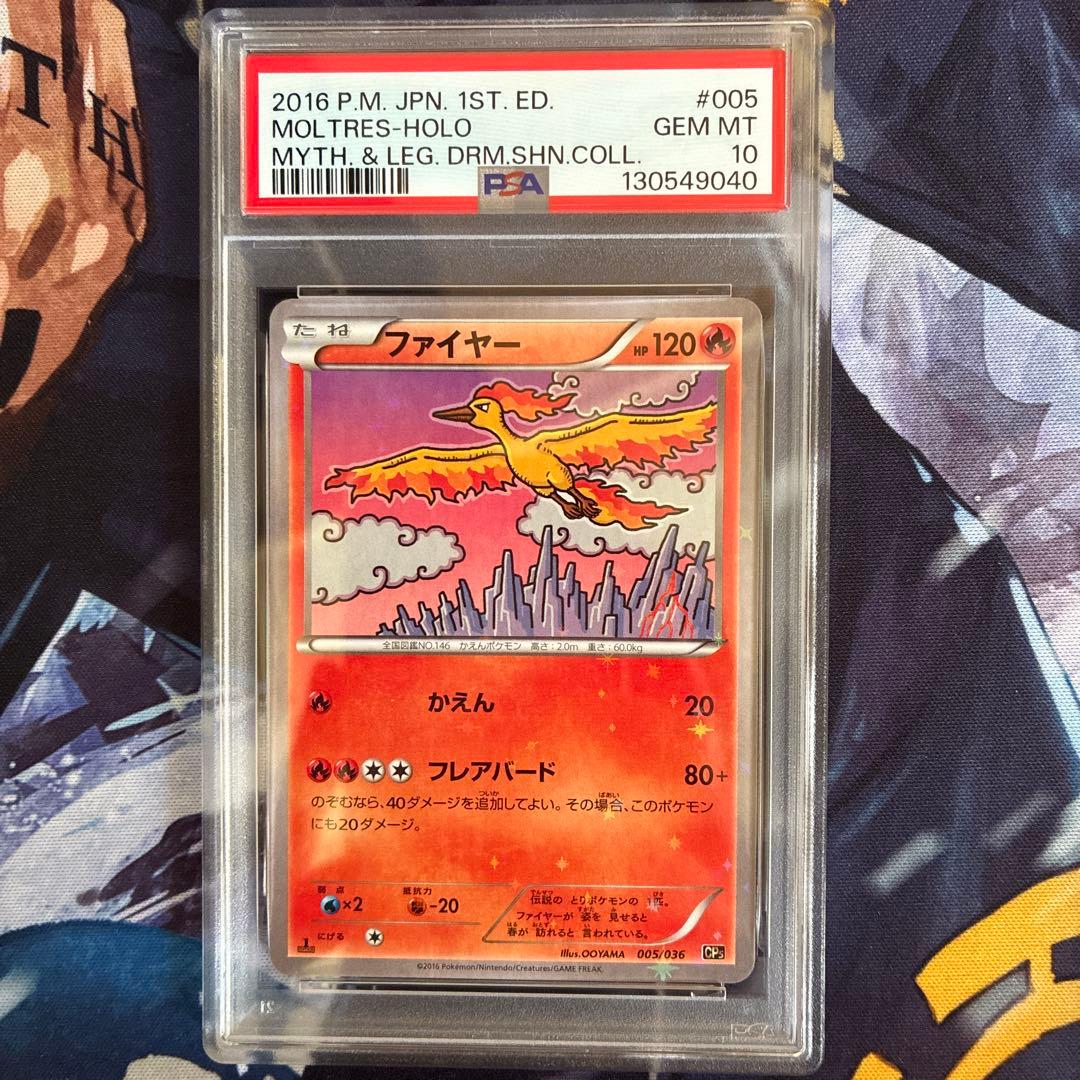 TH
2016 P.M. JPN. 1ST. ED. #005
MOLTRES-HOLO GEM MT
MYTH. & LEG. DRM.SHN.COLL. 10
PSA 130549040
たね ファイヤー HP 120
全国図鑑NO.146 かえんポケモン 高さ:2.0m 重さ:60.0kg
かえん 20
フレアバード 80+
のぞむなら、40ダメージを追加してよい。その場合、このポケモン
にも20ダメージ。
弱点 抵抗力
×2 -20
にげる
伝説の とりポケモンの 1匹。
ファイヤーが 姿を 見せると
春が 訪れると 言われている。
Illus.OOYAMA 005/036 CP5
©2016 Pokémon/Nintendo/Creatures/GAME FREAK.